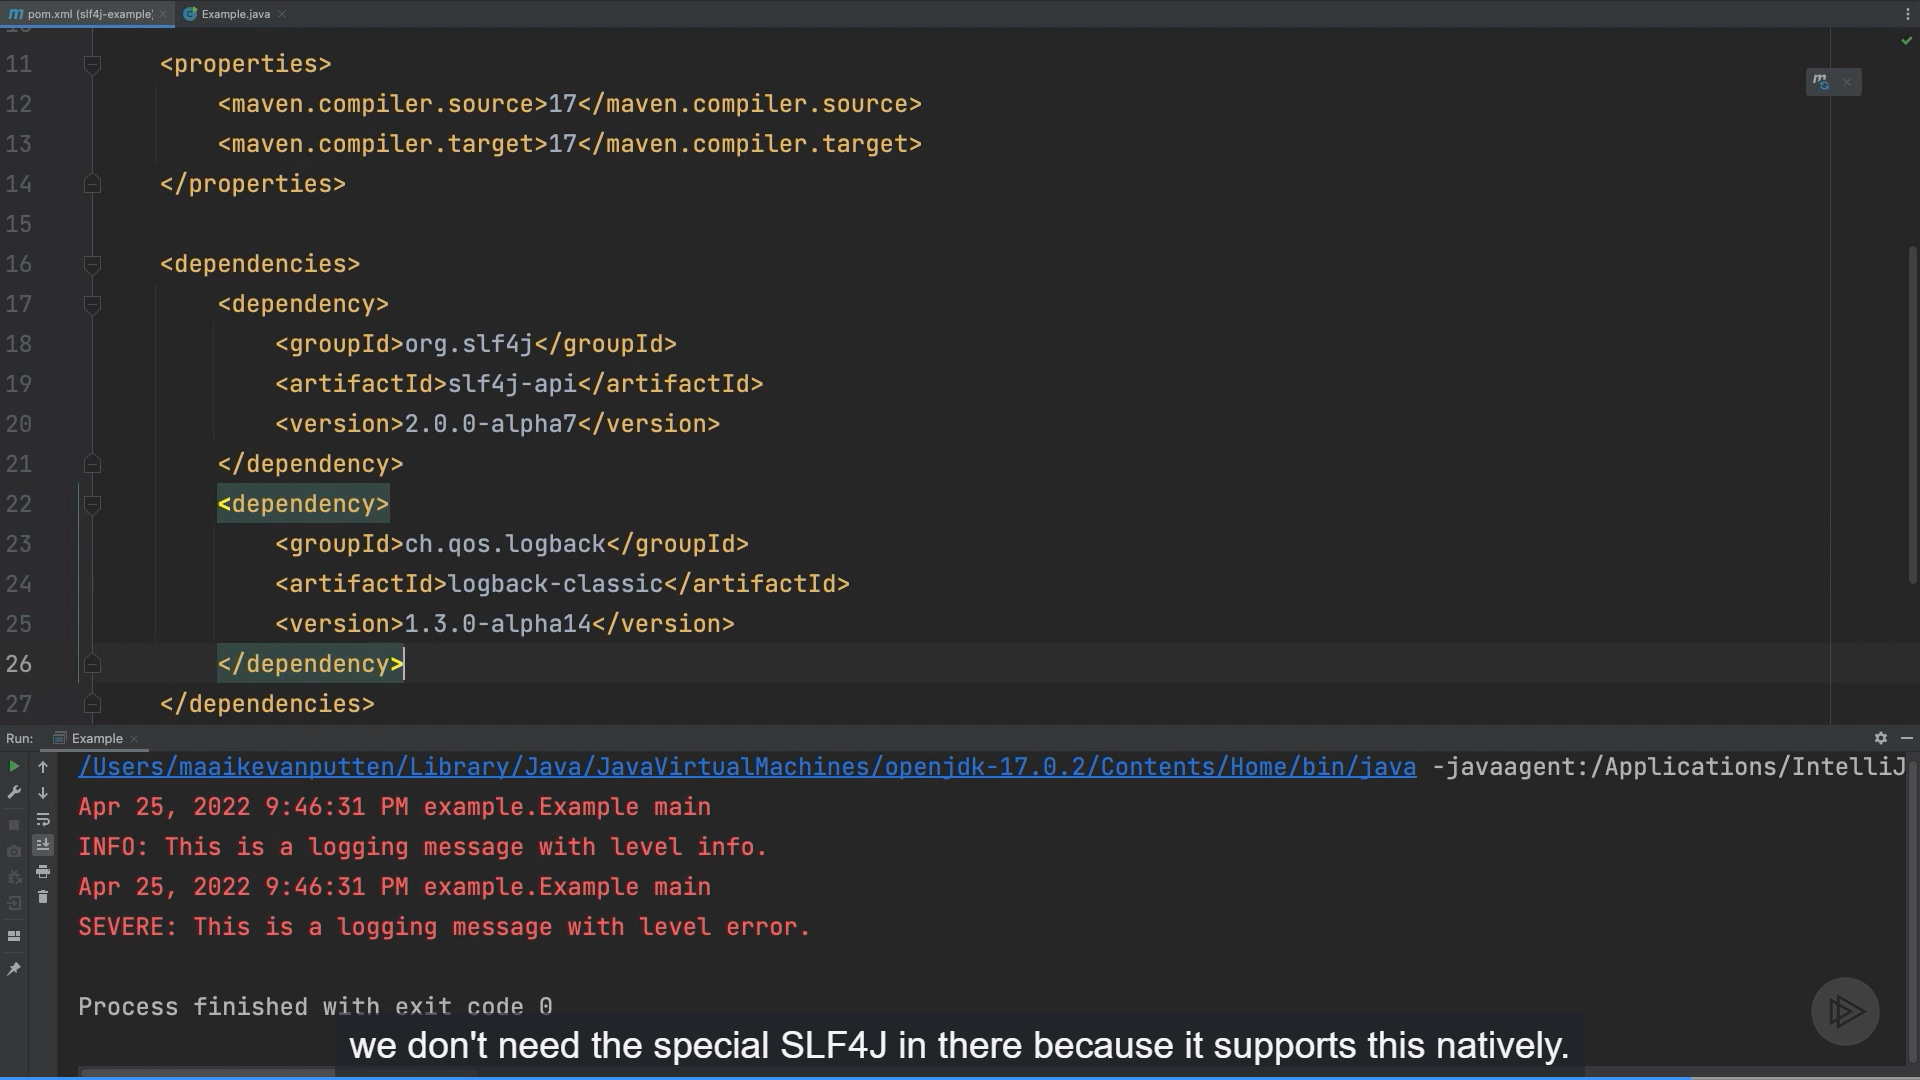 pom.xml (slf4j-example)
Example.java
11 <properties>
12 <maven.compiler.source>17</maven.compiler.source>
13 <maven.compiler.target>17</maven.compiler.target>
14 </properties>
15
16 <dependencies>
17 <dependency>
18 <groupId>org.slf4j</groupId>
19 <artifactId>slf4j-api</artifactId>
20 <version>2.0.0-alpha7</version>
21 </dependency>
22 <dependency>
23 <groupId>ch.qos.logback</groupId>
24 <artifactId>logback-classic</artifactId>
25 <version>1.3.0-alpha14</version>
26 </dependency>
27 </dependencies>
Run: Example
/Users/maaikevanputten/Library/Java/JavaVirtualMachines/openjdk-17.0.2/Contents/Home/bin/java -javaagent:/Applications/IntelliJ
Apr 25, 2022 9:46:31 PM example.Example main
INFO: This is a logging message with level info.
Apr 25, 2022 9:46:31 PM example.Example main
SEVERE: This is a logging message with level error.
Process finished with exit code 0
we don't need the special SLF4J in there because it supports this natively.